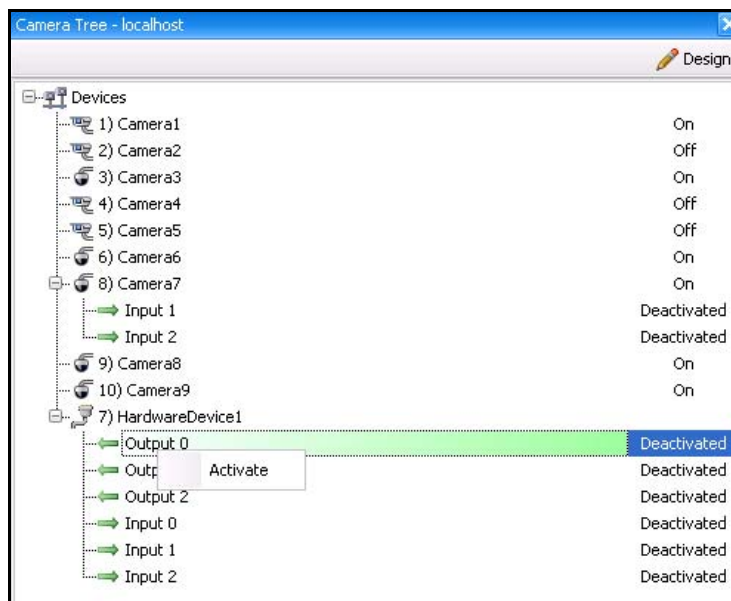 Camera Tree - localhost
Design
Devices
1) Camera1 On
2) Camera2 Off
3) Camera3 On
4) Camera4 Off
5) Camera5 Off
6) Camera6 On
8) Camera7 On
Input 1 Deactivated
Input 2 Deactivated
9) Camera8 On
10) Camera9 On
7) HardwareDevice1
Output 0 Deactivated
Outp Activate Deactivated
Output 2 Deactivated
Input 0 Deactivated
Input 1 Deactivated
Input 2 Deactivated